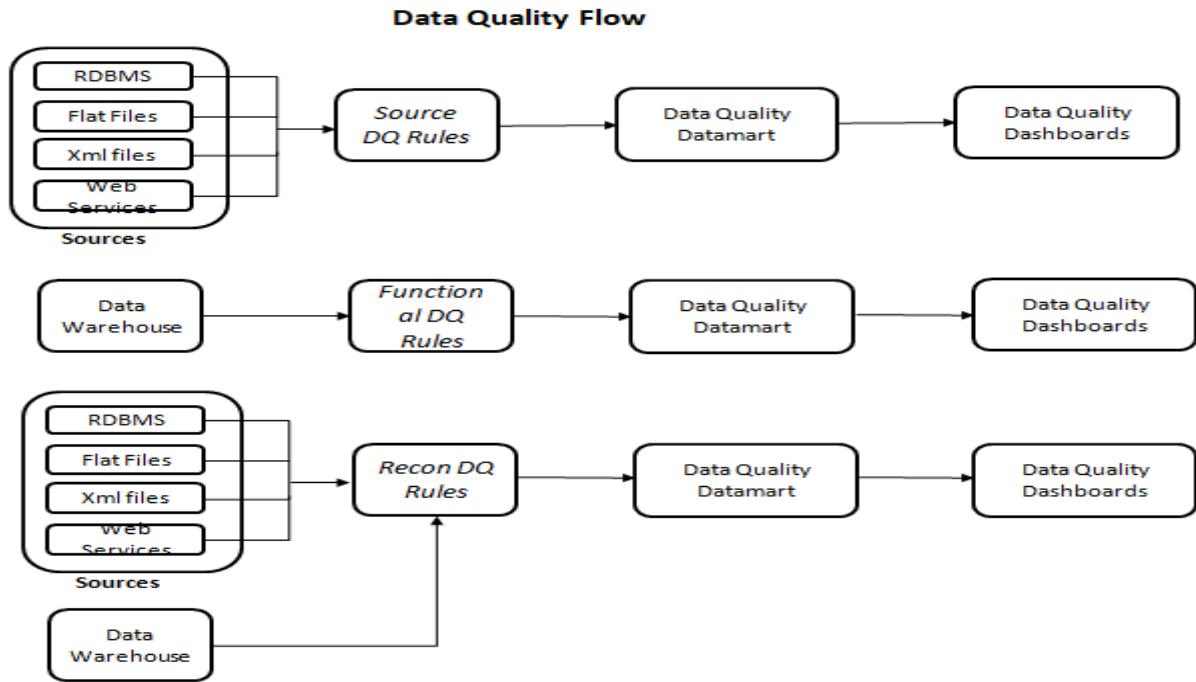 Data Quality Flow
RDBMS
Flat Files
Xml files
Web
Services
Sources
Source
DQ Rules
Data Quality
Datamart
Data Quality
Dashboards
Data
Warehouse
Function
al DQ
Rules
Data Quality
Datamart
Data Quality
Dashboards
RDBMS
Flat Files
Xml files
Web
Services
Sources
Recon DQ
Rules
Data Quality
Datamart
Data Quality
Dashboards
Data
Warehouse